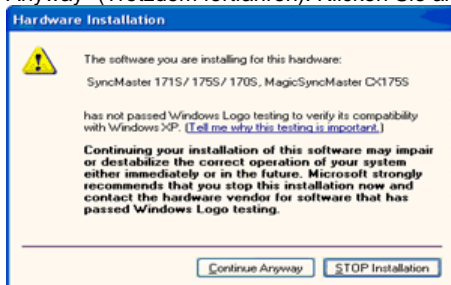 Anyway" (Trotzdem fortfahren). Klicken Sie a
Hardware Installation
The software you are installing for this hardware:
SyncMaster 171S/ 175S/ 170S, MagicSyncMaster CX175S
has not passed Windows Logo testing to verify its compatibility
with Windows XP. (Tell me why this testing is important.)
Continuing your installation of this software may impair
or destabilize the correct operation of your system
either immediately or in the future. Microsoft strongly
recommends that you stop this installation now and
contact the hardware vendor for software that has
passed Windows Logo testing.
Continue Anyway
STOP Installation